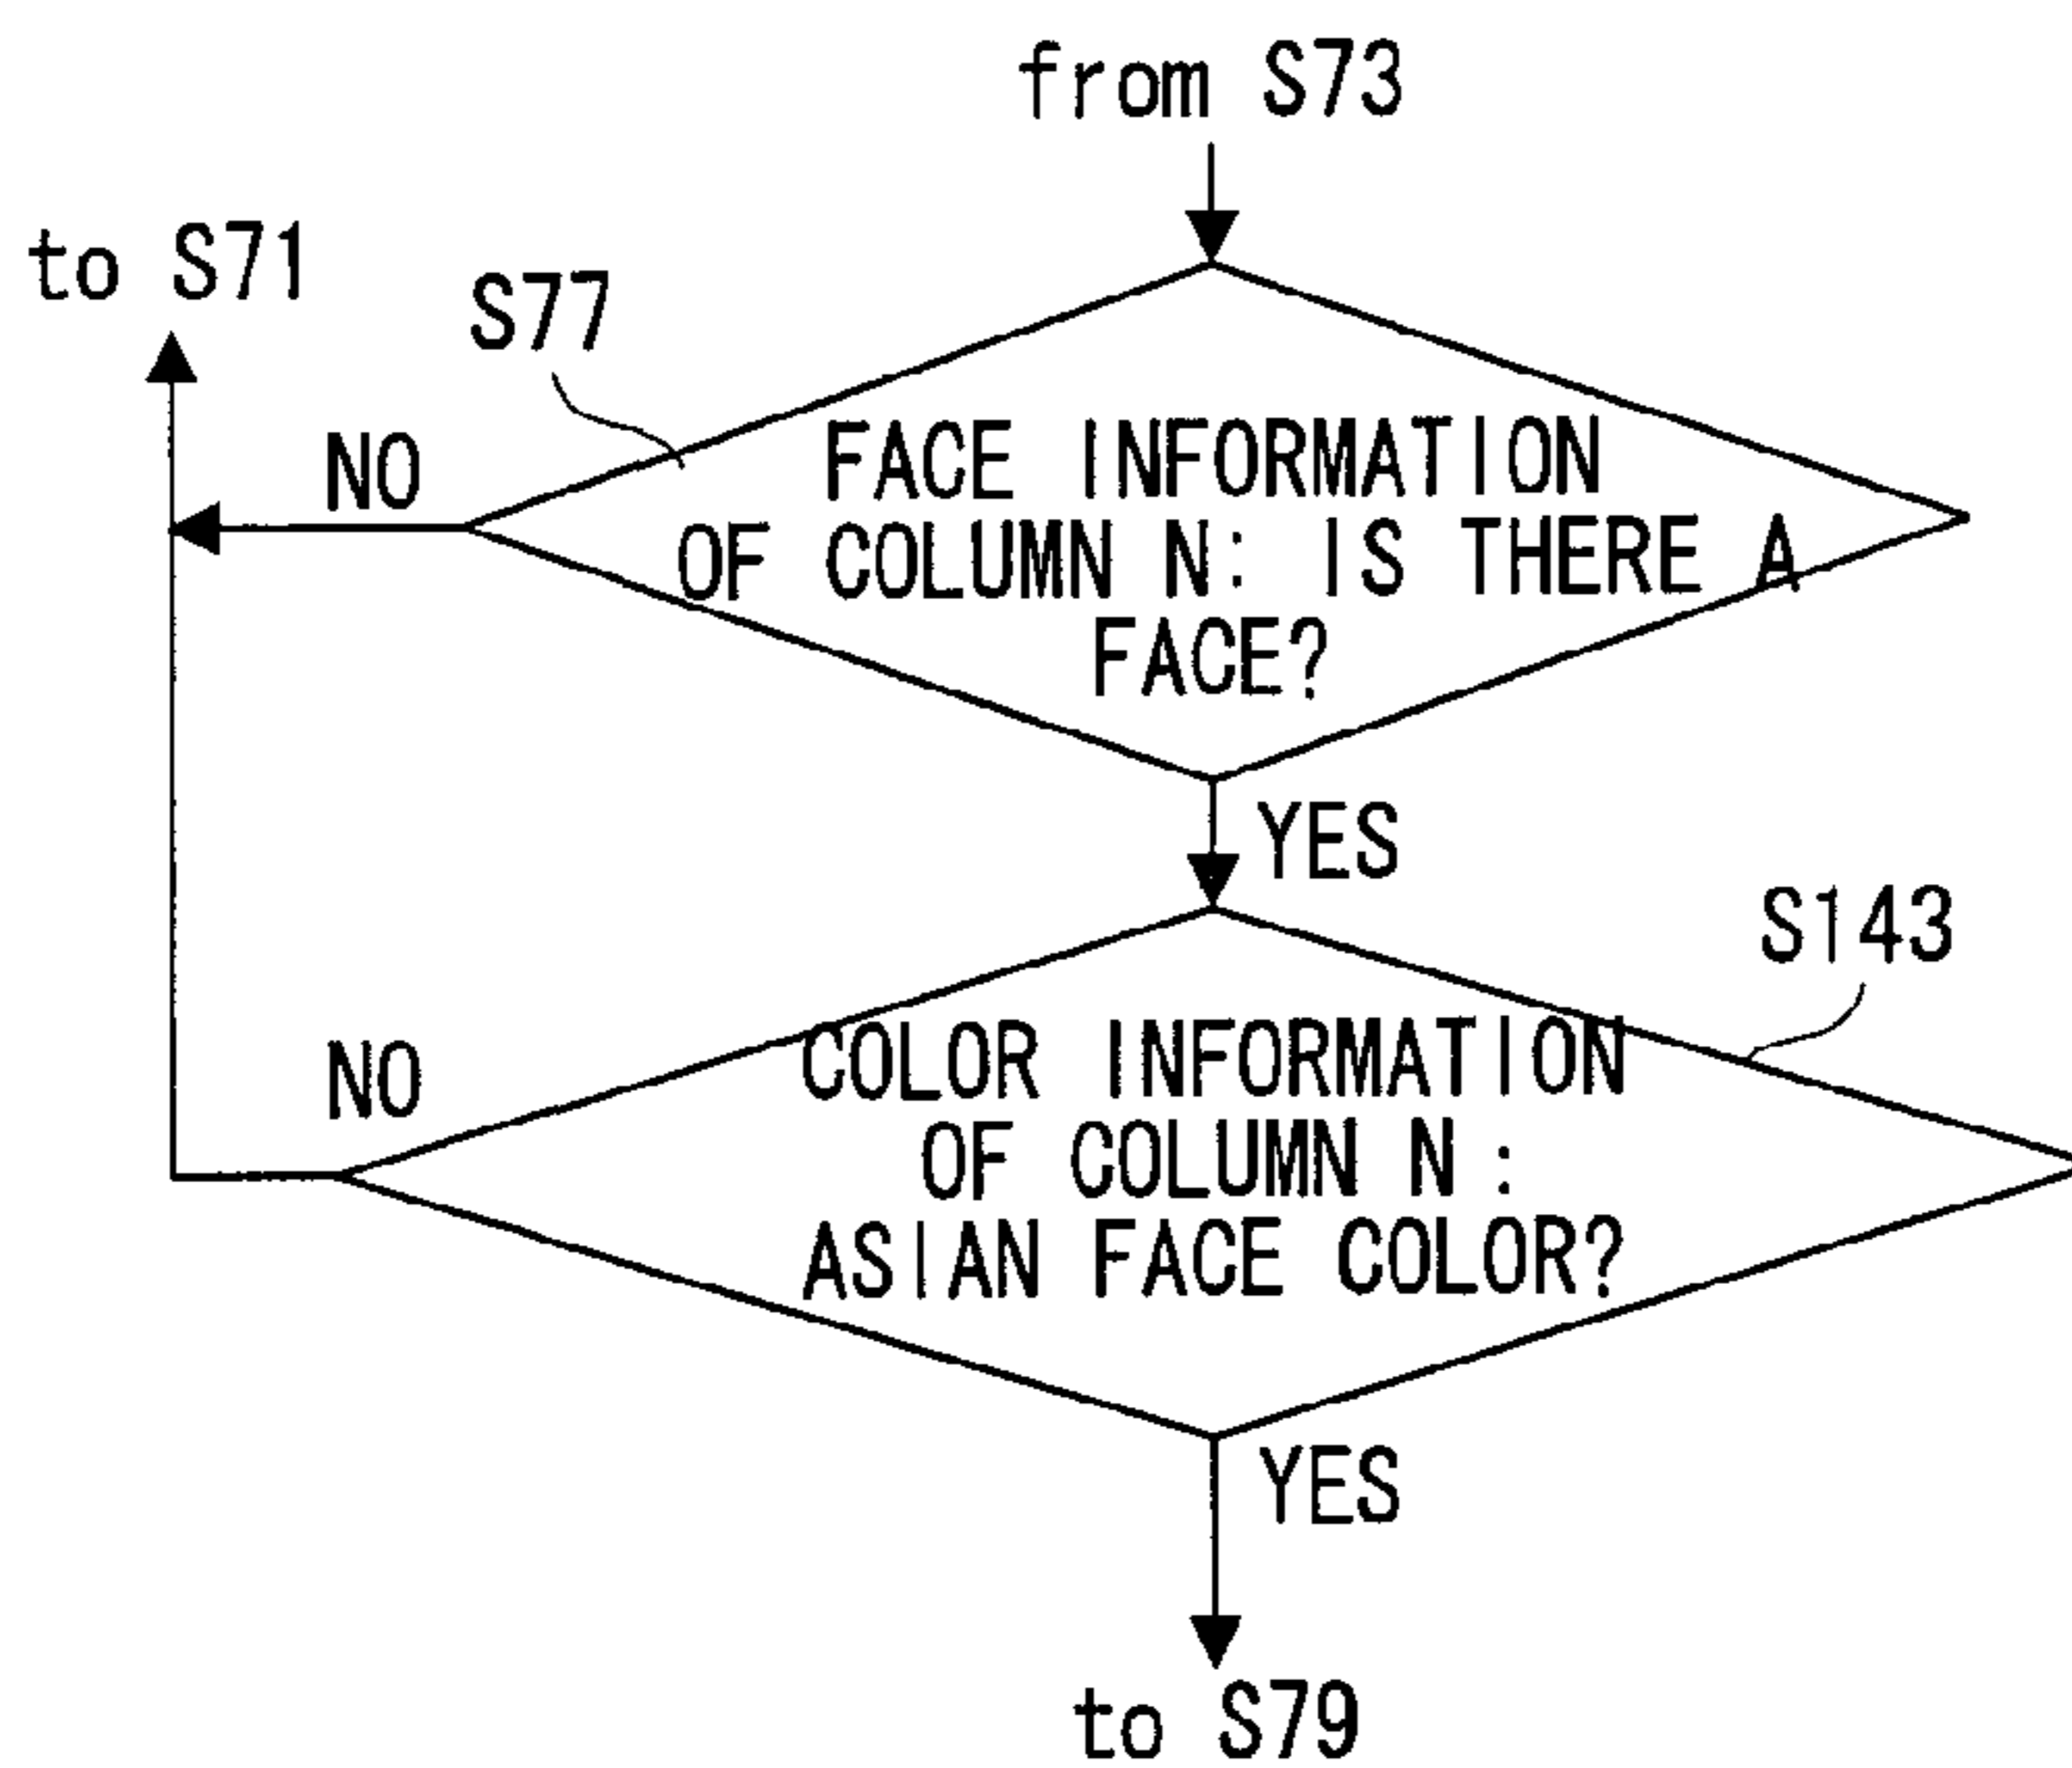 from S73
to S71
S77
NO
FACE INFORMATION
OF COLUMN N: IS THERE A
FACE?
YES
S143
NO
COLOR INFORMATION
OF COLUMN N :
ASIAN FACE COLOR?
YES
to S79